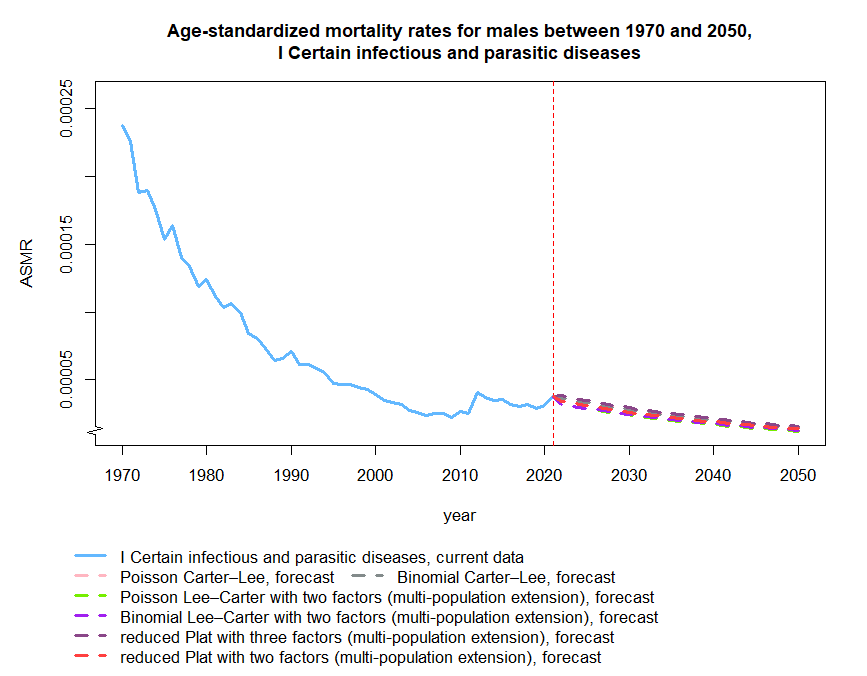 Age-standardized mortality rates for males between 1970 and 2050,
I Certain infectious and parasitic diseases
0.00025
0.00015
0.00005
ASMR
1970 1980 1990 2000 2010 2020 2030 2040 2050
year
I Certain infectious and parasitic diseases, current data
Poisson Carter–Lee, forecast Binomial Carter–Lee, forecast
Poisson Lee–Carter with two factors (multi-population extension), forecast
Binomial Lee–Carter with two factors (multi-population extension), forecast
reduced Plat with three factors (multi-population extension), forecast
reduced Plat with two factors (multi-population extension), forecast